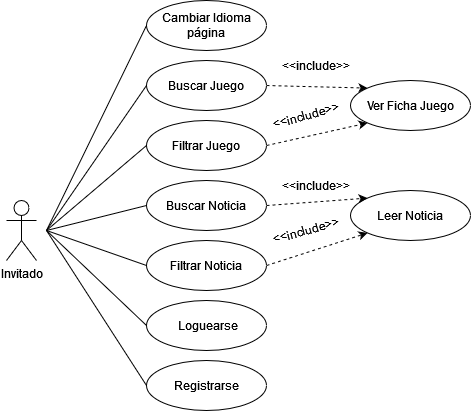 Cambiar Idioma
página
<<include>>
Buscar Juego
Ver Ficha Juego
<<include>>
Filtrar Juego
<<include>>
Buscar Noticia
Leer Noticia
<<include>>
Filtrar Noticia
Invitado
Loguearse
Registrarse